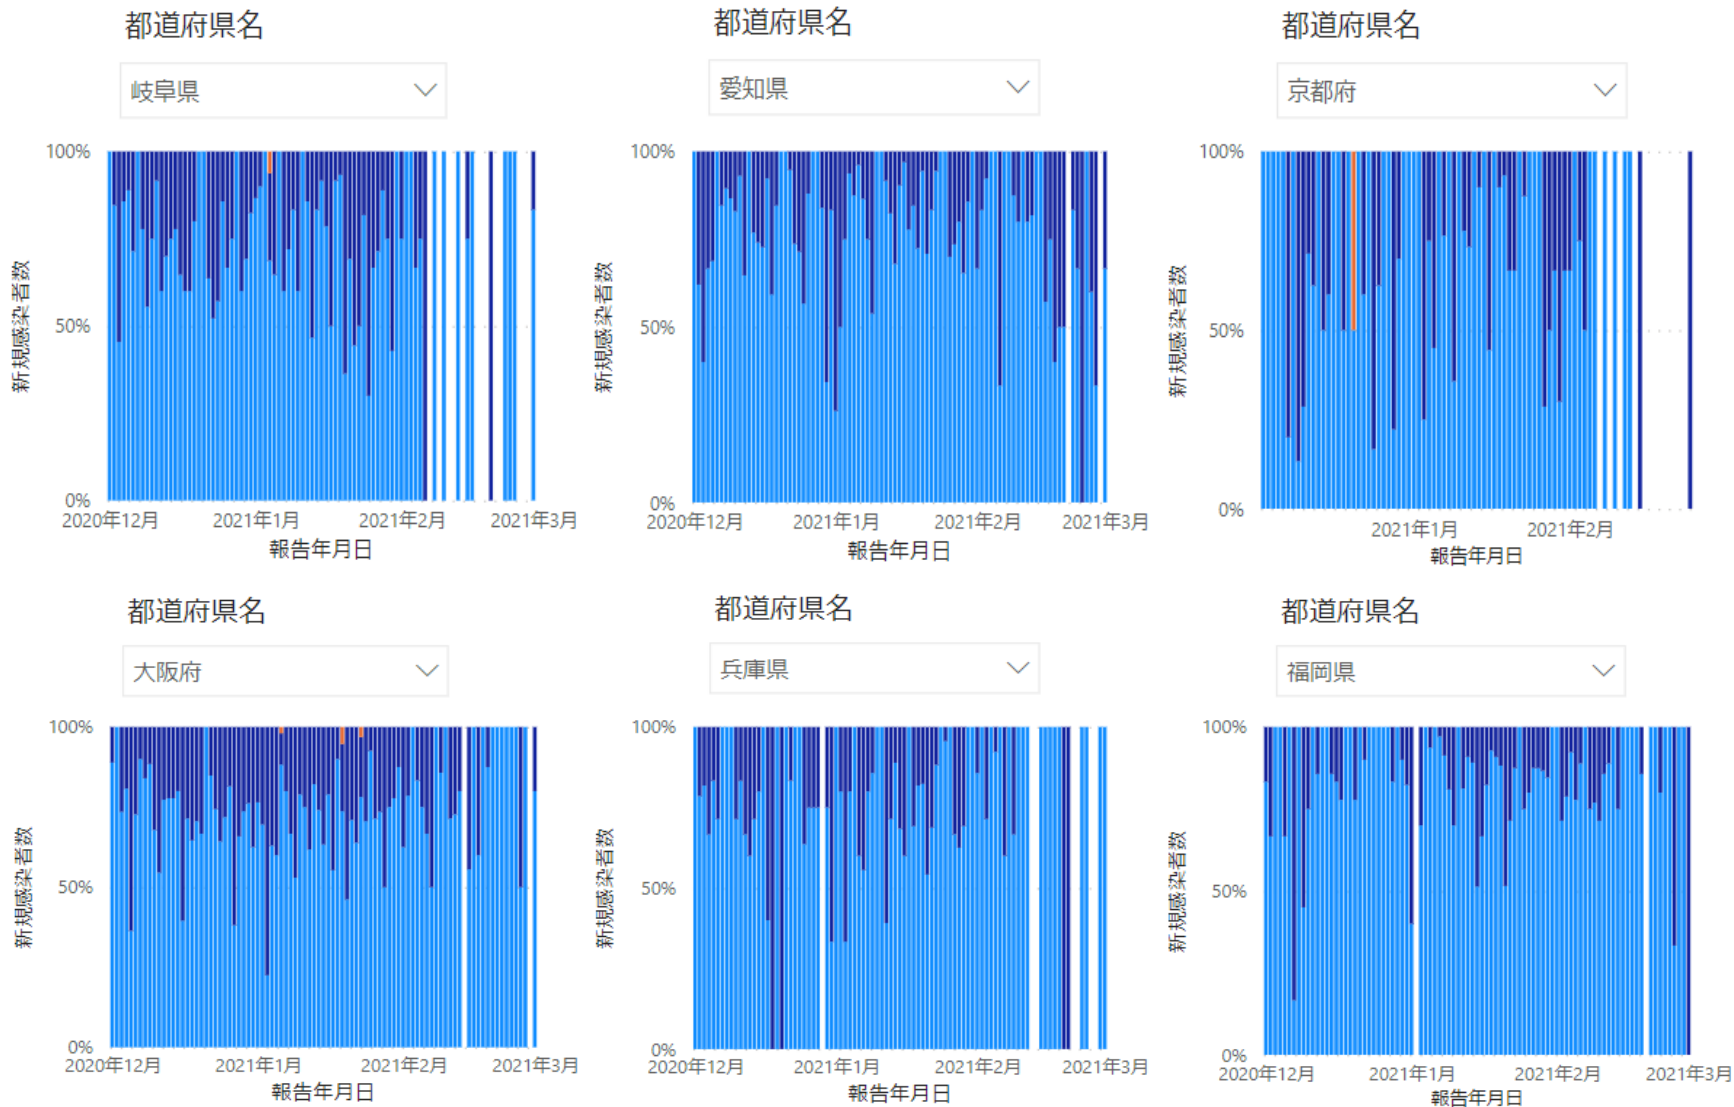 都道府県名
岐阜県
100%
50%
0%
新規感染者数
2020年12月
2021年1月
2021年2月
2021年3月
報告年月日
都道府県名
愛知県
100%
50%
0%
新規感染者数
2020年12月
2021年1月
2021年2月
2021年3月
報告年月日
都道府県名
京都府
100%
50%
0%
新規感染者数
2021年1月
2021年2月
報告年月日
都道府県名
大阪府
100%
50%
0%
新規感染者数
2020年12月
2021年1月
2021年2月
2021年3月
報告年月日
都道府県名
兵庫県
100%
50%
0%
新規感染者数
2020年12月
2021年1月
2021年2月
2021年3月
報告年月日
都道府県名
福岡県
100%
50%
0%
新規感染者数
2020年12月
2021年1月
2021年2月
2021年3月
報告年月日